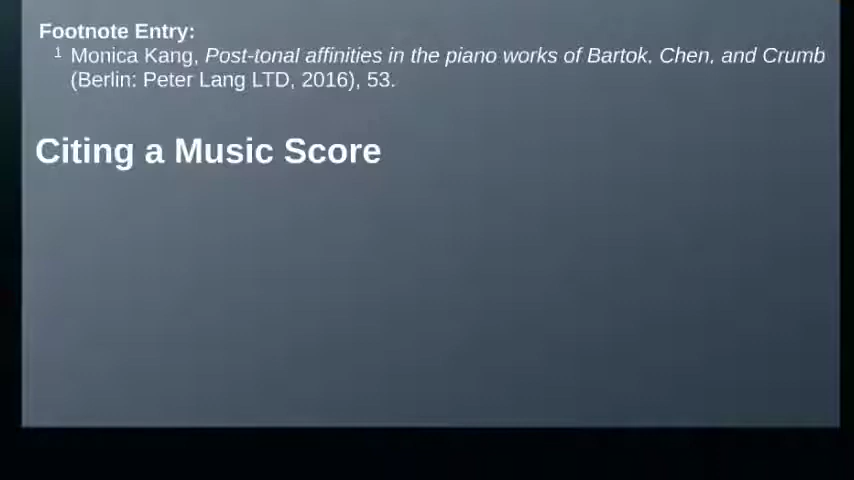 Footnote Entry:
1 Monica Kang, Post-tonal affinities in the piano works of Bartok, Chen, and Crumb
(Berlin: Peter Lang LTD, 2016), 53.
Citing a Music Score